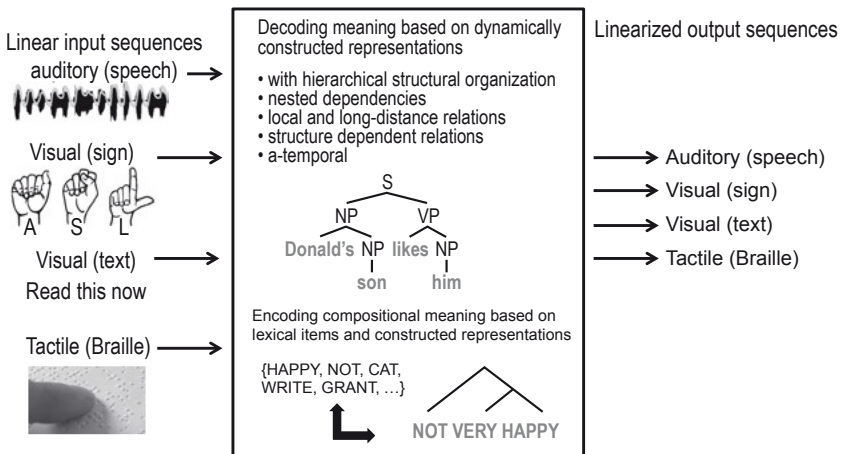 Linear input sequences
auditory (speech)
Visual (sign)
A S L
Visual (text)
Read this now
Tactile (Braille)
Decoding meaning based on dynamically
constructed representations
• with hierarchical structural organization
• nested dependencies
• local and long-distance relations
• structure dependent relations
• a-temporal
S
NP VP
Donald's NP likes NP
son him
Encoding compositional meaning based on
lexical items and constructed representations
{HAPPY, NOT, CAT,
WRITE, GRANT, ...}
NOT VERY HAPPY
Linearized output sequences
Auditory (speech)
Visual (sign)
Visual (text)
Tactile (Braille)